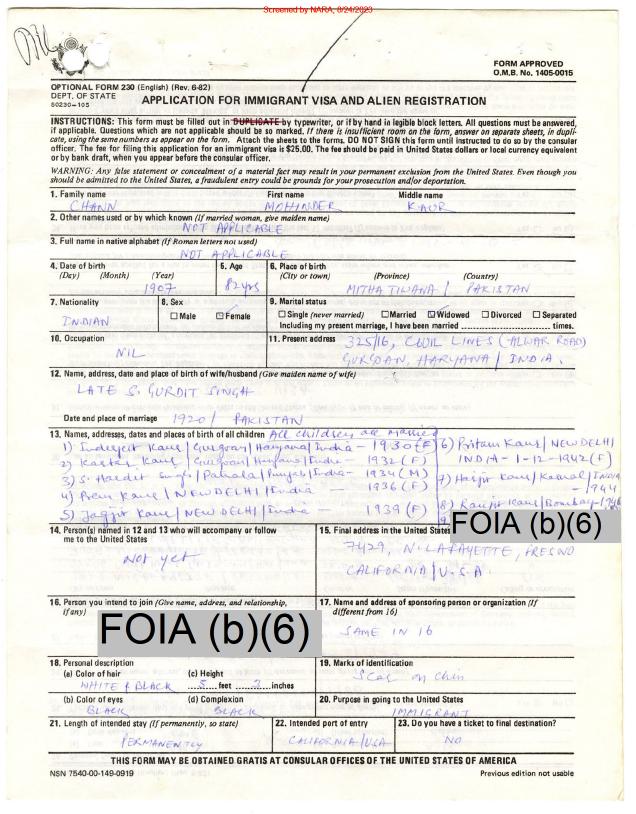 Screened by NARA, 8/24/2023
Nil
FORM APPROVED
O.M.B. No. 1405-0015
OPTIONAL FORM 230 (English) (Rev. 6-82)
DEPT. OF STATE
50230-105
APPLICATION FOR IMMIGRANT VISA AND ALIEN REGISTRATION
INSTRUCTIONS: This form must be filled out in DUPLICATE by typewriter, or if by hand in legible block letters. All questions must be answered,
if applicable. Questions which are not applicable should be so marked. If there is insufficient room on the form, answer on separate sheets, in dupli-
cate, using the same numbers as appear on the form. Attach the sheets to the forms. DO NOT SIGN this form until instructed to do so by the consular
officer. The fee for filing this application for an immigrant visa is $25.00. The fee should be paid in United States dollars or local currency equivalent
or by bank draft, when you appear before the consular officer.
WARNING: Any false statement or concealment of a material fact may result in your permanent exclusion from the United States. Even though you
should be admitted to the United States, a fraudulent entry could be grounds for your prosecution and/or deportation.
1. Family name First name Middle name
CHANN MOHINDER KAUR
2. Other names used or by which known (If married woman, give maiden name)
NOT APPLICABLE
3. Full name in native alphabet (If Roman letters not used)
NOT APPLICABLE
4. Date of birth 5. Age 6. Place of birth
(Day) (Month) (Year) (City or town) (Province) (Country)
1907 82 yrs MITHA TIWANA / PAKISTAN
7. Nationality 8. Sex 9. Marital status
INDIAN Male Female Single (never married) Married Widowed Divorced Separated
Including my present marriage, I have been married times.
10. Occupation 11. Present address 325/16, CIVIL LINES (ALWAR ROAD)
NIL GURGOAN, HARYANA / INDIA.
12. Name, address, date and place of birth of wife/husband (Give maiden name of wife)
LATE S. GURDIT SINGH
Date and place of marriage 1920 / PAKISTAN
13. Names, addresses, dates and places of birth of all children All children are married
1) Inderjeet Kaur / Gurgoan / Haryana / India - 1930 (F)
2) Kartar Kaur / Gurgoan / Haryana / India - 1932 (F)
3) S. Hardit Singh / Patiala / Punjab / India - 1934 (M)
4) Prem Kaur / NEW DELHI / India - 1936 (F)
5) Jagjit Kaur / NEW DELHI / India - 1939 (F)
6) Pritam Kaur / NEW DELHI
INDIA - 1-12-1942 (F)
7) Harjit Kaur / Karnal / INDIA
- 1944
8) Ranjit Kaur / Bombay - 1946
FOIA (b)(6)
14. Person(s) named in 12 and 13 who will accompany or follow
me to the United States
Not yet
15. Final address in the United States
7429, N. LAFAYETTE, FRESNO
CALIFORNIA / U.S.A.
16. Person you intend to join (Give name, address, and relationship,
if any)
FOIA (b)(6)
17. Name and address of sponsoring person or organization (If
different from 16)
SAME IN 16
18. Personal description
(a) Color of hair (c) Height
WHITE & BLACK 5 feet 2 inches
(b) Color of eyes (d) Complexion
BLACK BLACK
19. Marks of identification
Scar on chin
20. Purpose in going to the United States
IMMIGRANT
21. Length of intended stay (If permanently, so state) 22. Intended port of entry 23. Do you have a ticket to final destination?
PERMANENTLY CALIFORNIA / USA NO
THIS FORM MAY BE OBTAINED GRATIS AT CONSULAR OFFICES OF THE UNITED STATES OF AMERICA
NSN 7540-00-149-0919 Previous edition not usable